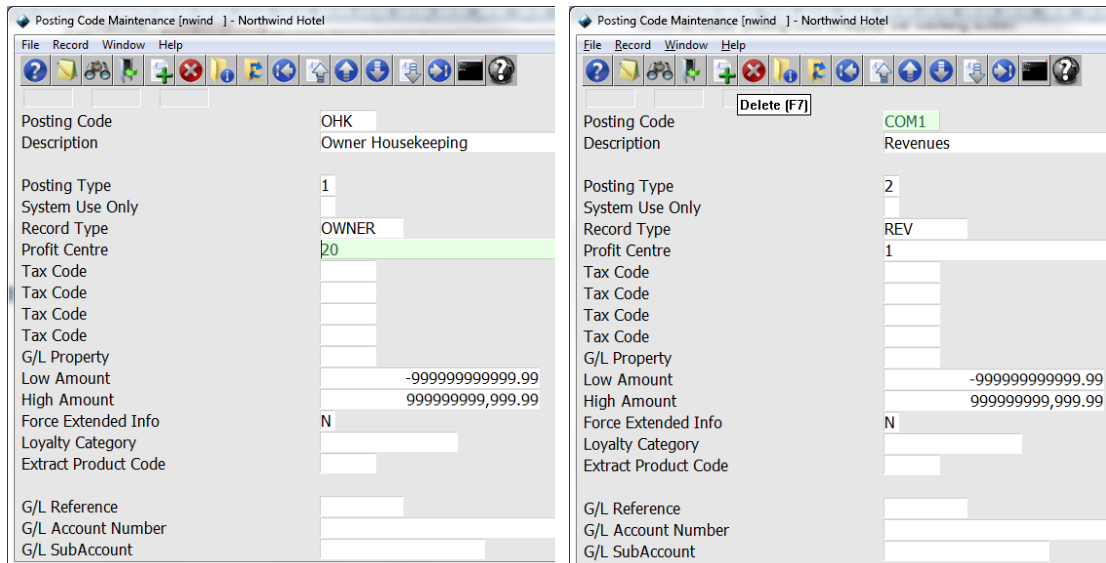 Posting Code Maintenance [nwind ] - Northwind Hotel
File Record Window Help
Posting Code OHK
Description Owner Housekeeping
Posting Type 1
System Use Only
Record Type OWNER
Profit Centre 20
Tax Code
Tax Code
Tax Code
Tax Code
G/L Property
Low Amount -999999999999.99
High Amount 999999999,999.99
Force Extended Info N
Loyalty Category
Extract Product Code
G/L Reference
G/L Account Number
G/L SubAccount
Posting Code Maintenance [nwind ] - Northwind Hotel
File Record Window Help
Delete (F7)
Posting Code COM1
Description Revenues
Posting Type 2
System Use Only
Record Type REV
Profit Centre 1
Tax Code
Tax Code
Tax Code
Tax Code
G/L Property
Low Amount -999999999999.99
High Amount 999999999,999.99
Force Extended Info N
Loyalty Category
Extract Product Code
G/L Reference
G/L Account Number
G/L SubAccount